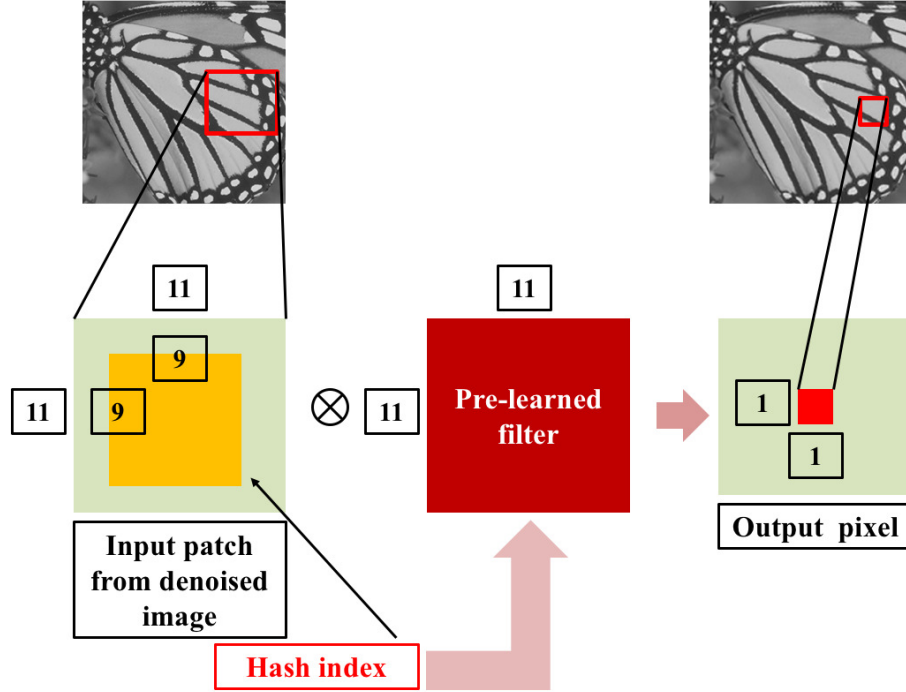 11
11
9
9
11
11
Pre-learned
filter
1
1
Input patch
from denoised
image
Output pixel
Hash index